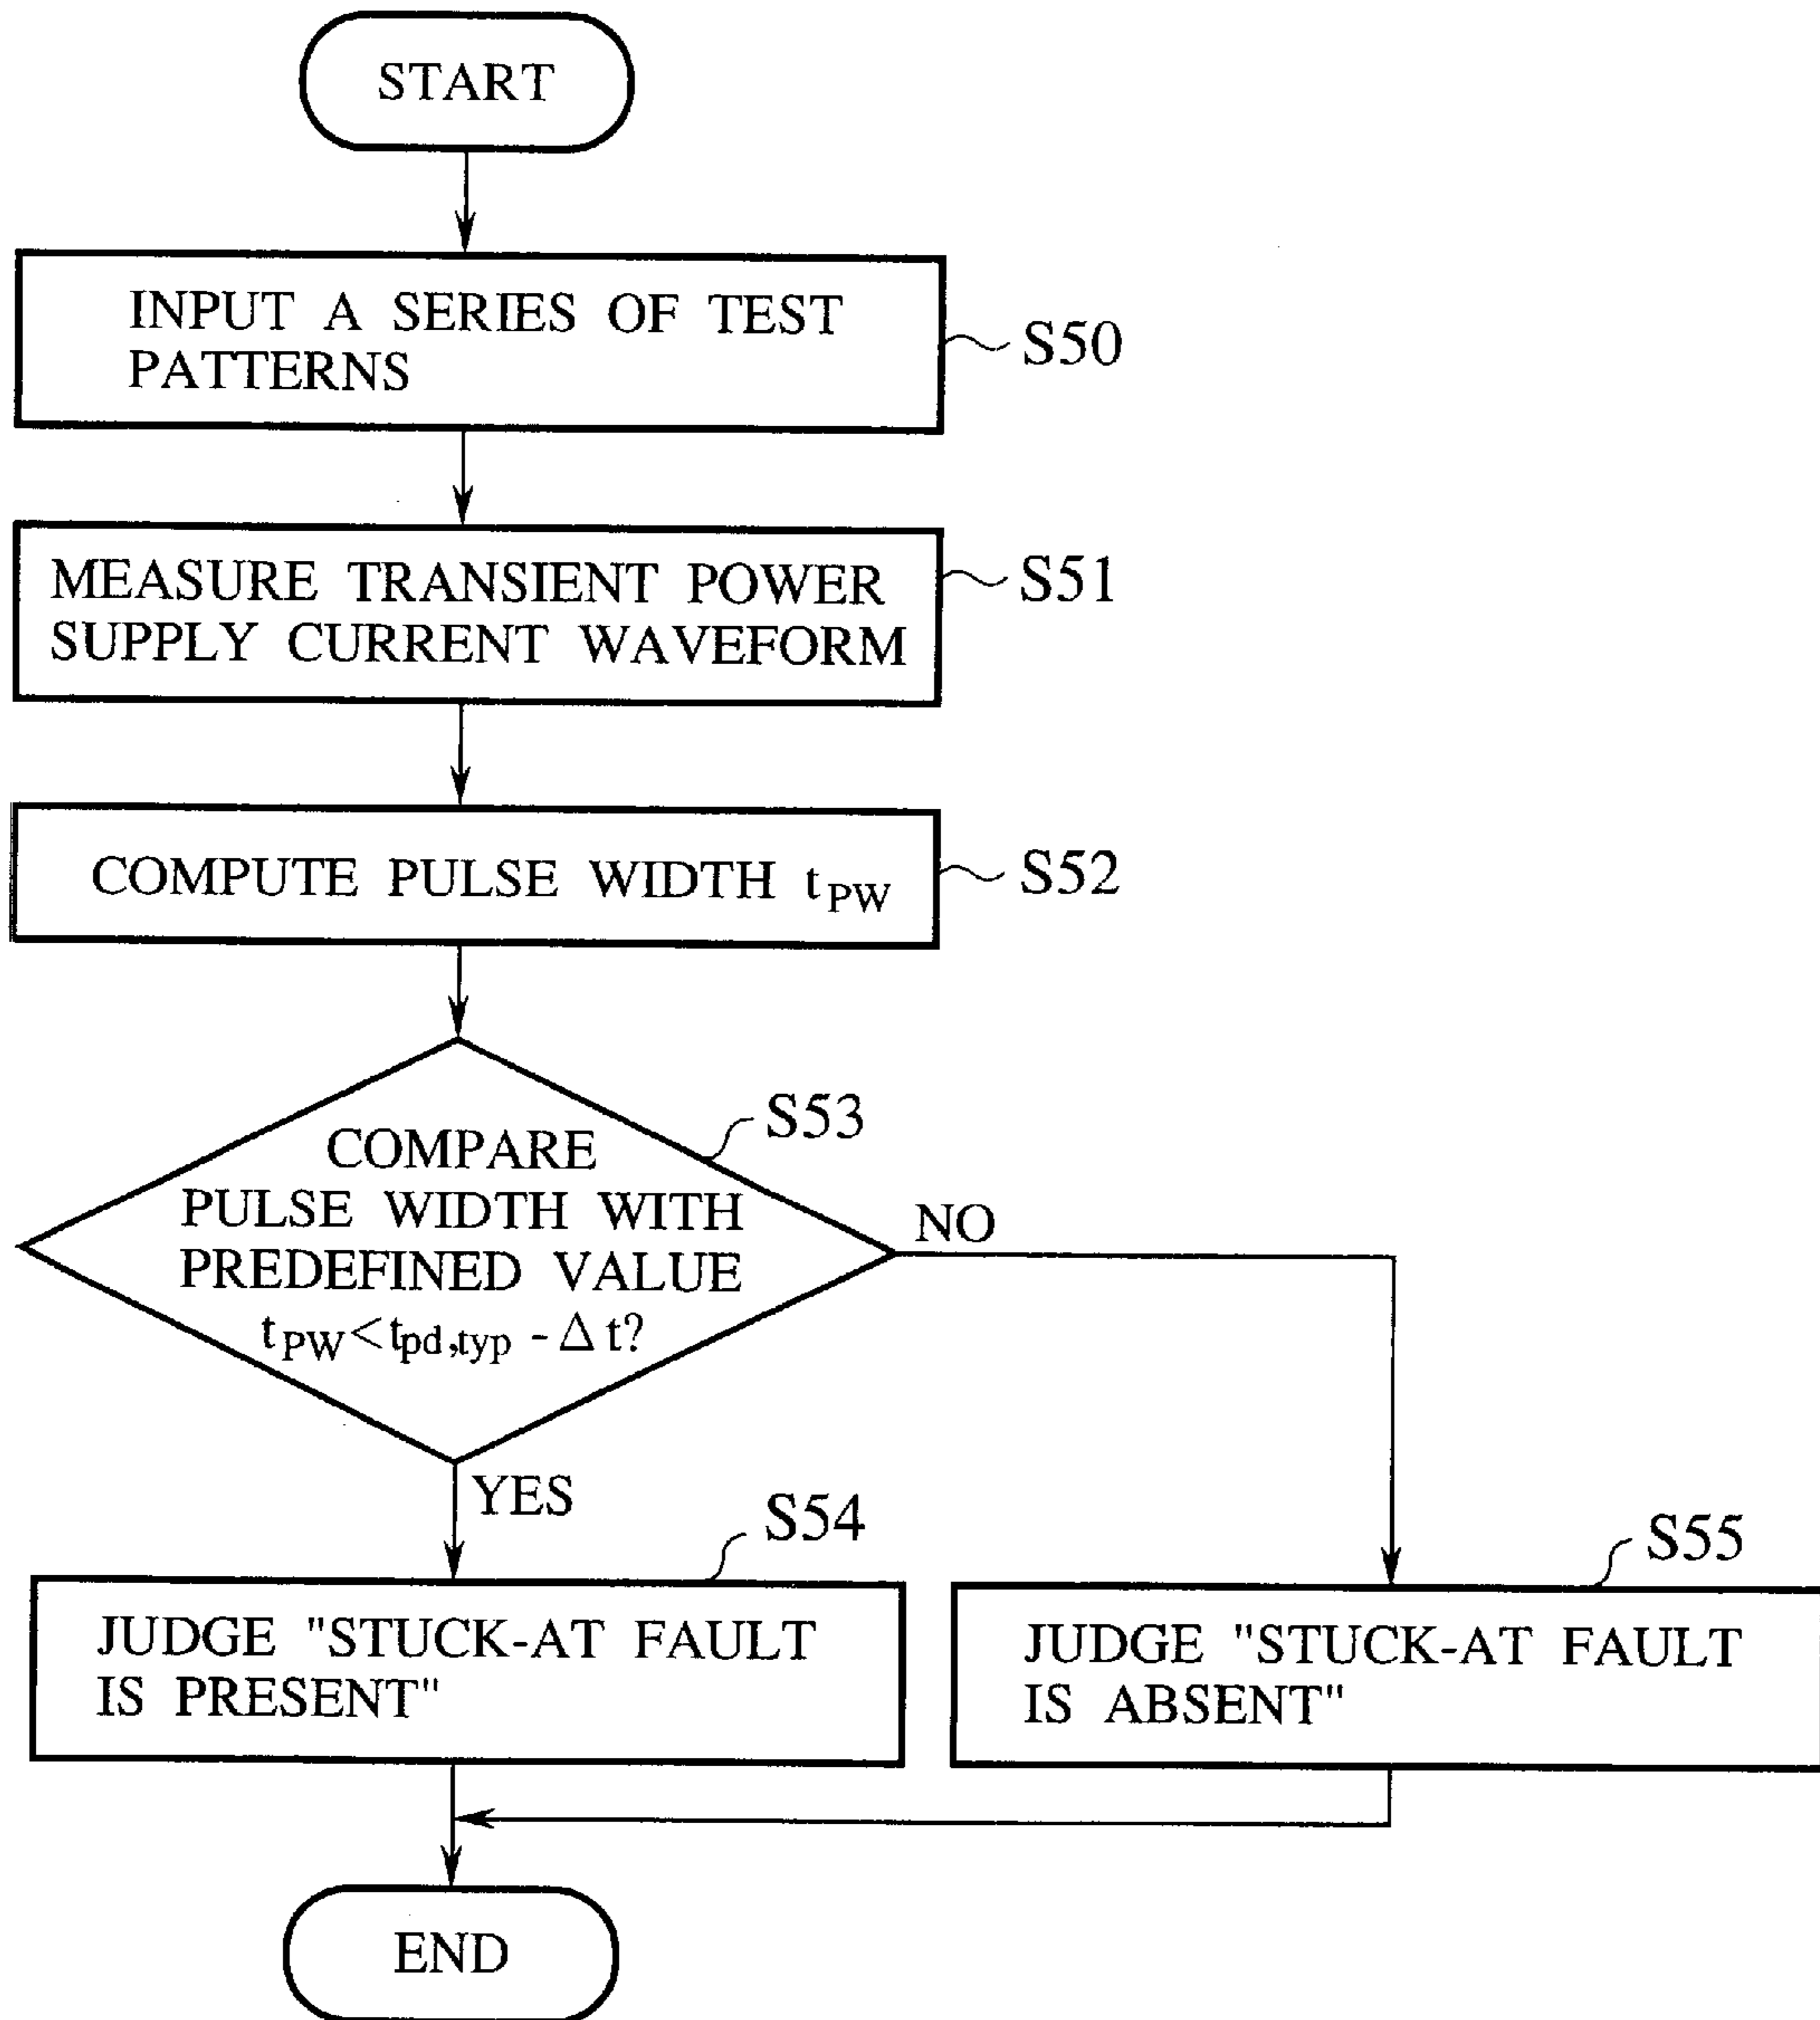 START
INPUT A SERIES OF TEST
PATTERNS
S50
MEASURE TRANSIENT POWER
SUPPLY CURRENT WAVEFORM
S51
COMPUTE PULSE WIDTH tPW
S52
S53
COMPARE
PULSE WIDTH WITH
PREDEFINED VALUE
tPW<tpd,typ - Δt?
NO
YES
S54
JUDGE "STUCK-AT FAULT
IS PRESENT"
S55
JUDGE "STUCK-AT FAULT
IS ABSENT"
END